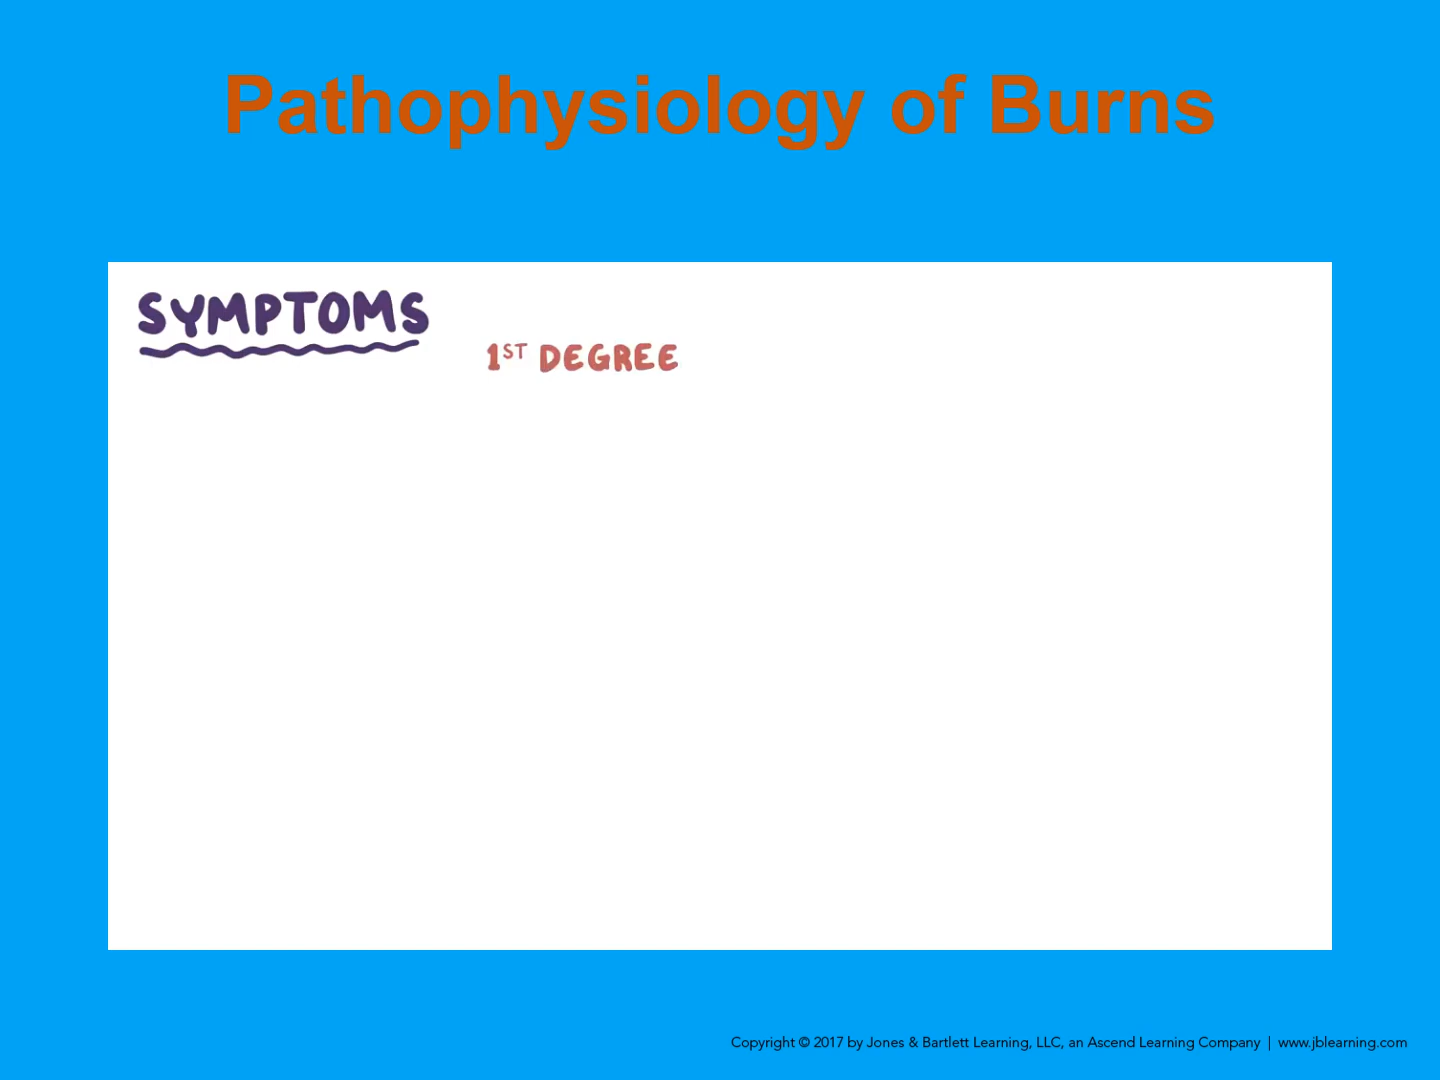 Pathophysiology of Burns
SYMPTOMS
1ST DEGREE
Copyright © 2017 by Jones & Bartlett Learning, LLC, an Ascend Learning Company | www.jblearning.com